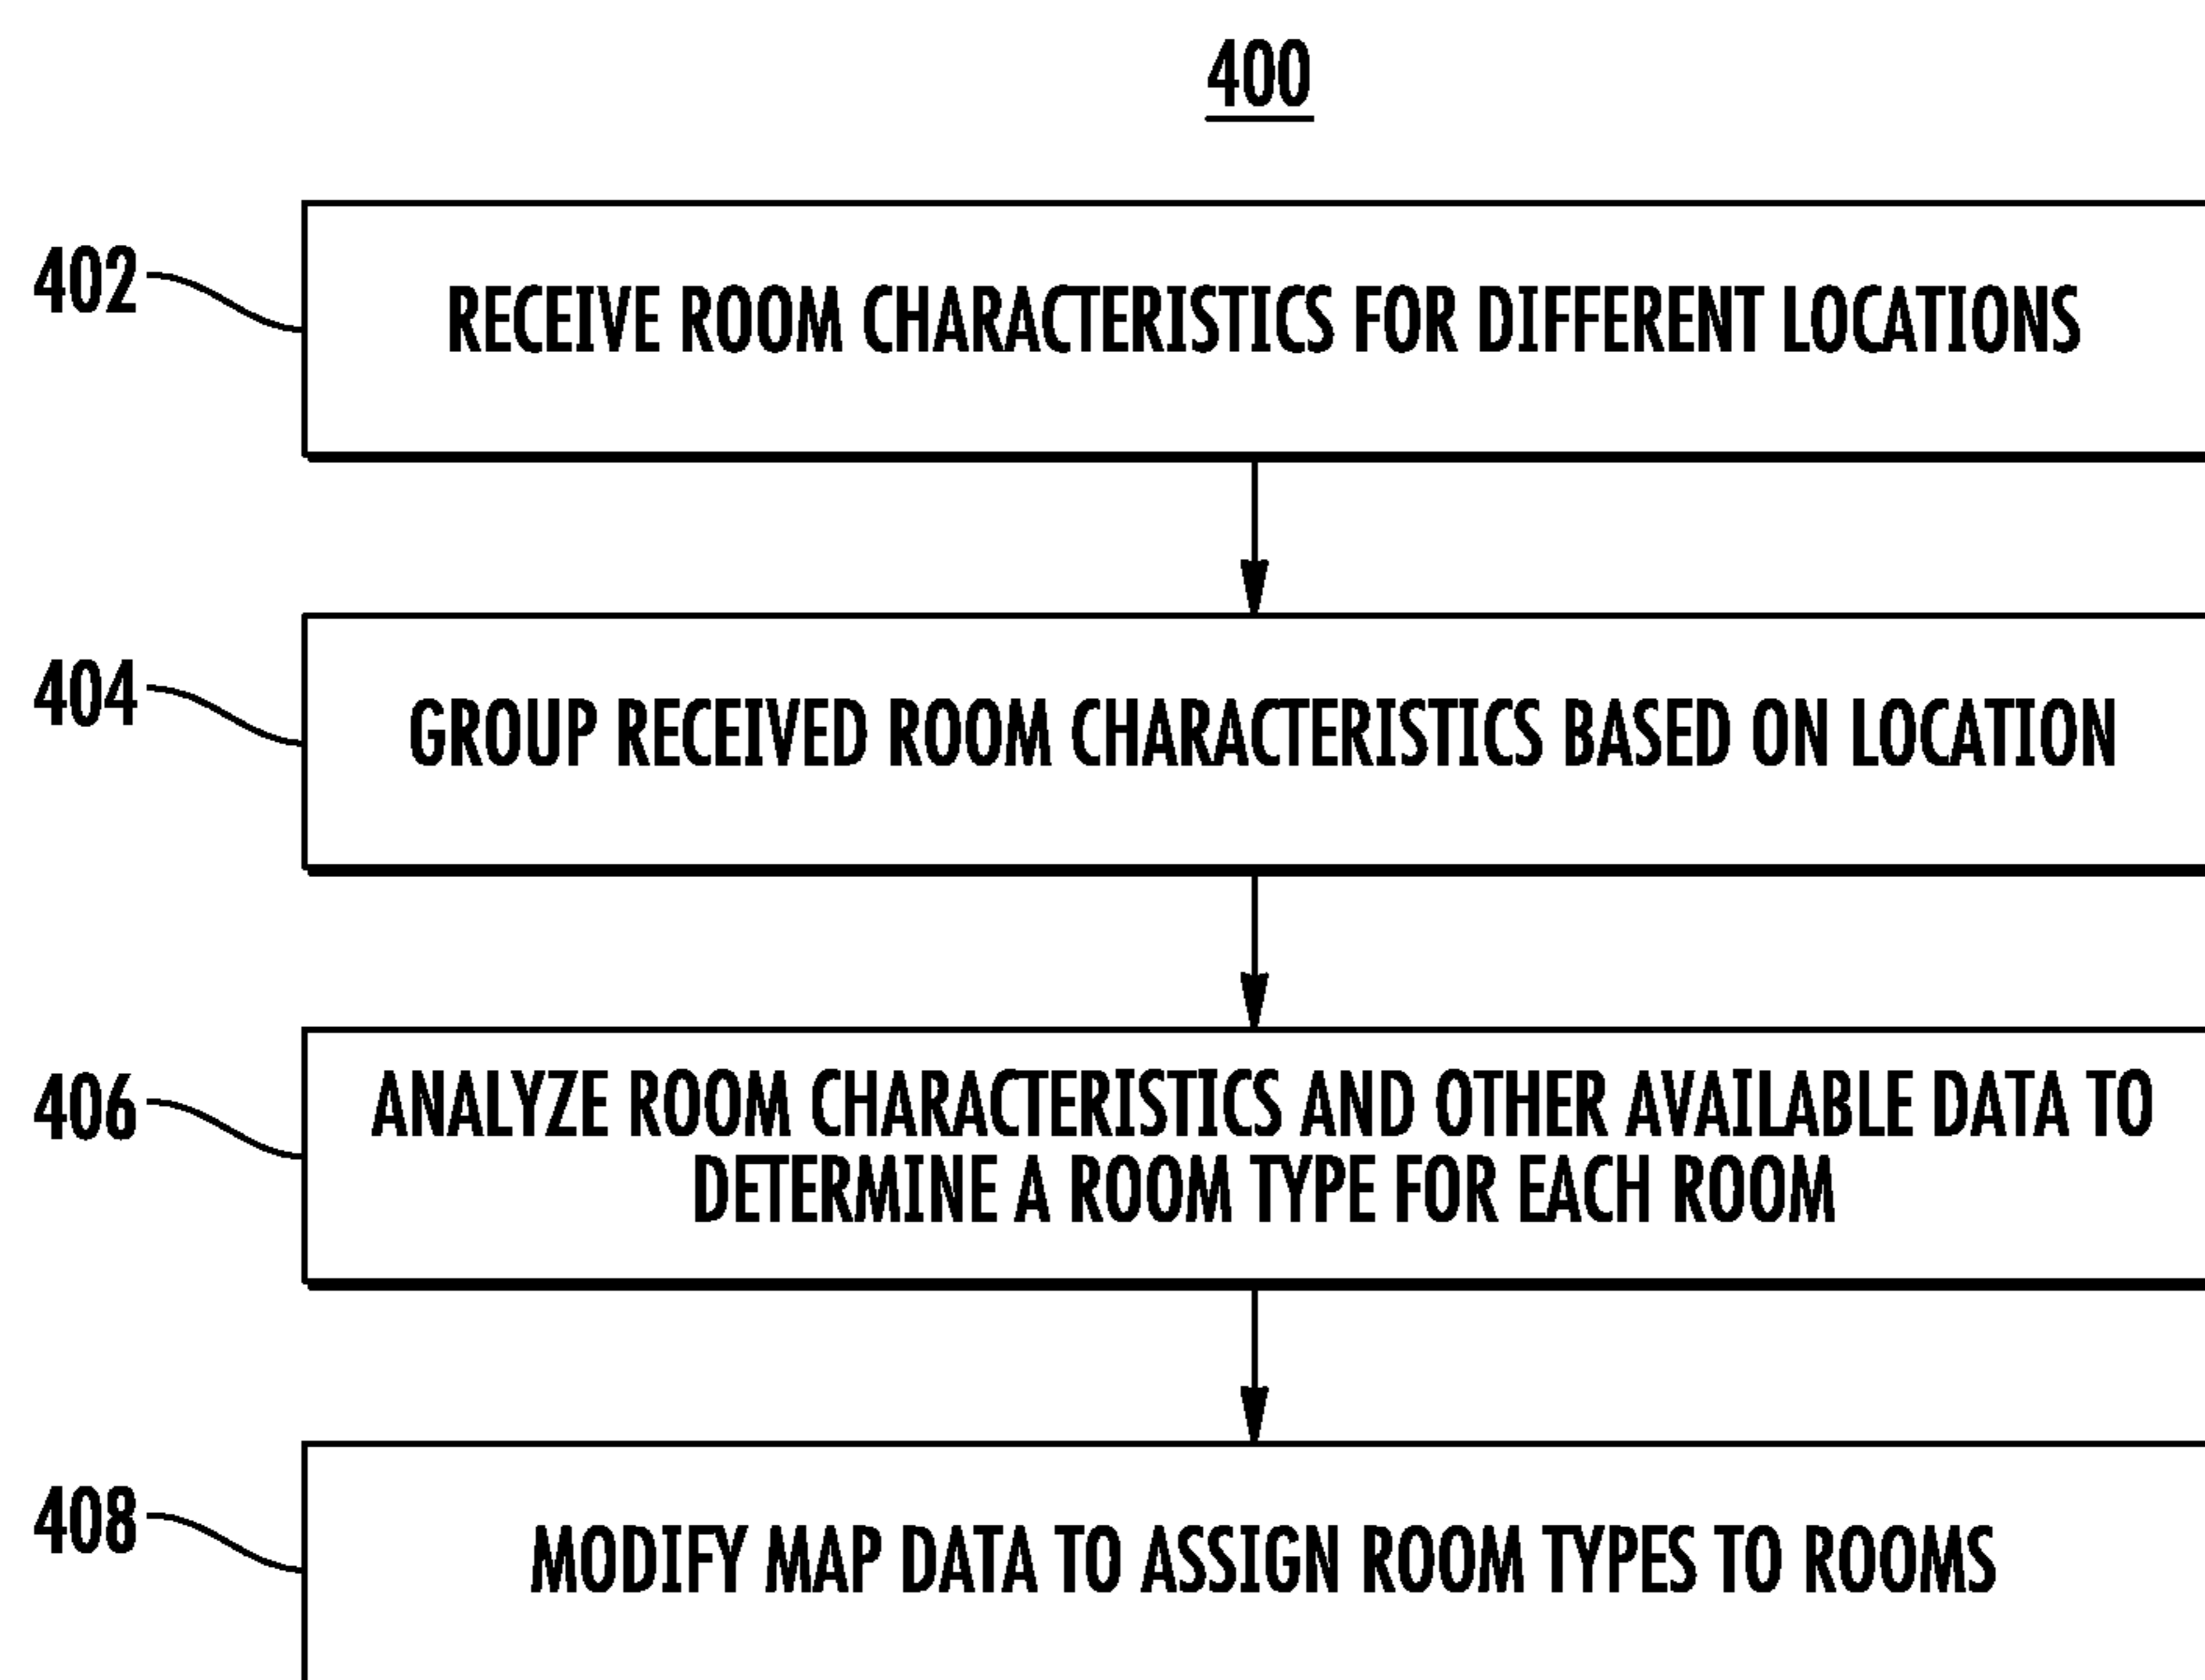 400
402
RECEIVE ROOM CHARACTERISTICS FOR DIFFERENT LOCATIONS
404
GROUP RECEIVED ROOM CHARACTERISTICS BASED ON LOCATION
406
ANALYZE ROOM CHARACTERISTICS AND OTHER AVAILABLE DATA TO
DETERMINE A ROOM TYPE FOR EACH ROOM
408
MODIFY MAP DATA TO ASSIGN ROOM TYPES TO ROOMS